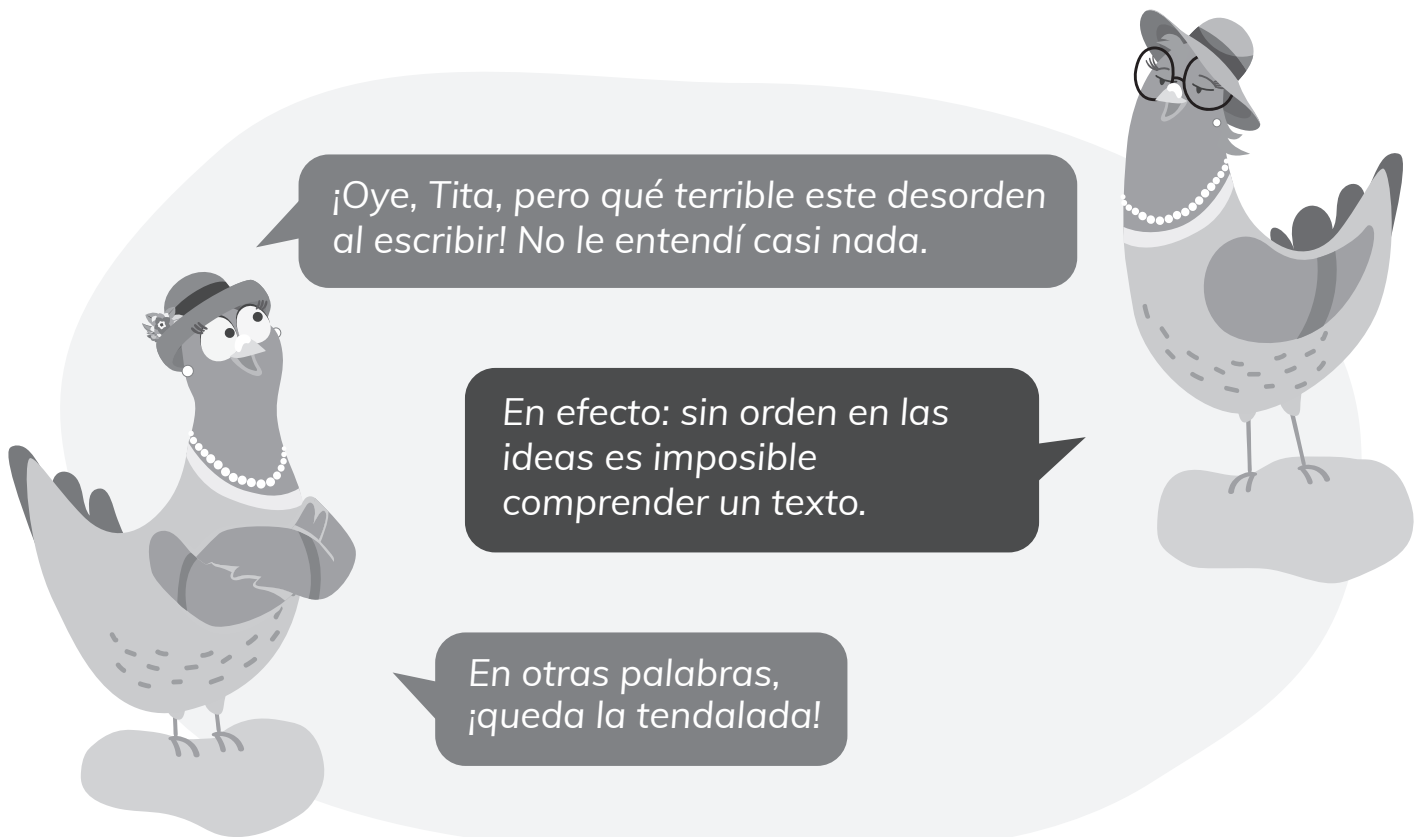 ¡Oye, Tita, pero qué terrible este desorden
al escribir! No le entendí casi nada.
En efecto: sin orden en las
ideas es imposible
comprender un texto.
En otras palabras,
¡queda la tendalada!